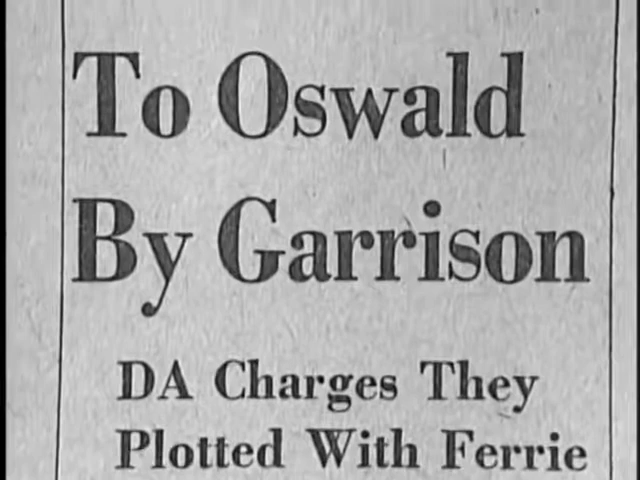 To Oswald
By Garrison
DA Charges They
Plotted With Ferrie